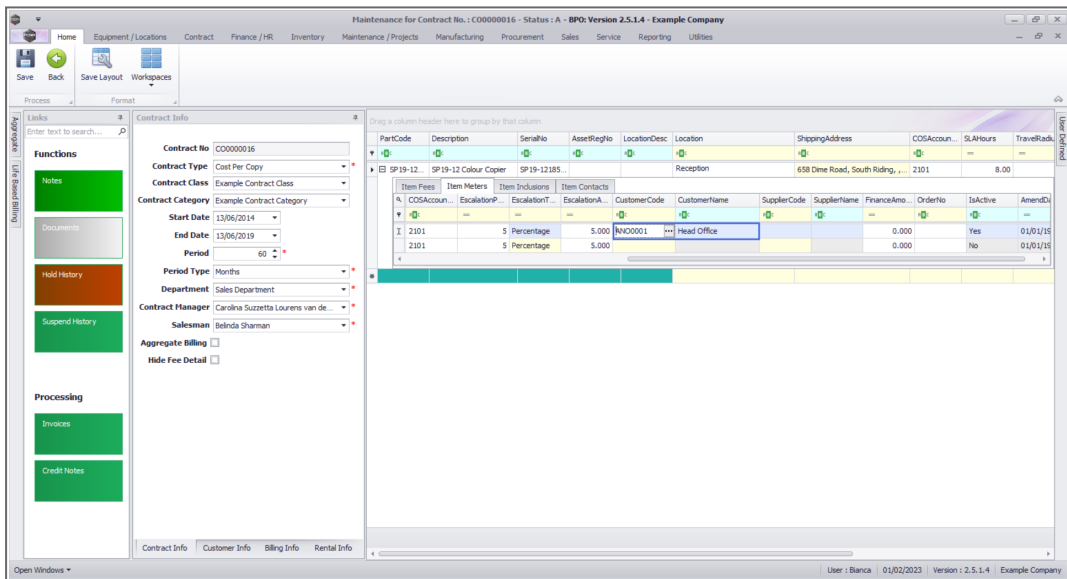 Maintenance for Contract No. : CO0000016 - Status : A - BPO: Version 2.5.1.4 - Example Company
Home Equipment / Locations Contract Finance / HR Inventory Maintenance / Projects Manufacturing Procurement Sales Service Reporting Utilities
Save Back Save Layout Workspaces
Process Format
Aggregate
Life Based Billing
Links
Enter text to search...
Functions
Notes
Documents
Hold History
Suspend History
Processing
Invoices
Credit Notes
Contract Info
Contract No CO0000016
Contract Type Cost Per Copy *
Contract Class Example Contract Class
Contract Category Example Contract Category
Start Date 13/06/2014
End Date 13/06/2019
Period 60 *
Period Type Months *
Department Sales Department *
Contract Manager Carolina Suzzetta Lourens van de... *
Salesman Belinda Sharman *
Aggregate Billing
Hide Fee Detail
Contract Info Customer Info Billing Info Rental Info
Drag a column header here to group by that column.
PartCode Description SerialNo AssetRegNo LocationDesc Location ShippingAddress COSAccoun... SLAHours TravelRadiu
SP19-12... SP19-12 Colour Copier SP19-12185... Reception 658 Dime Road, South Riding, ,... 2101 8.00
Item Fees Item Meters Item Inclusions Item Contacts
COSAccoun... EscalationP... EscalationT... EscalationA... CustomerCode CustomerName SupplierCode SupplierName FinanceAmo... OrderNo IsActive AmendDa
2101 5 Percentage 5.000 ANO0001 ... Head Office 0.000 Yes 01/01/19
2101 5 Percentage 5.000 0.000 No 01/01/19
User Defined
Open Windows User : Bianca 01/02/2023 Version : 2.5.1.4 Example Company